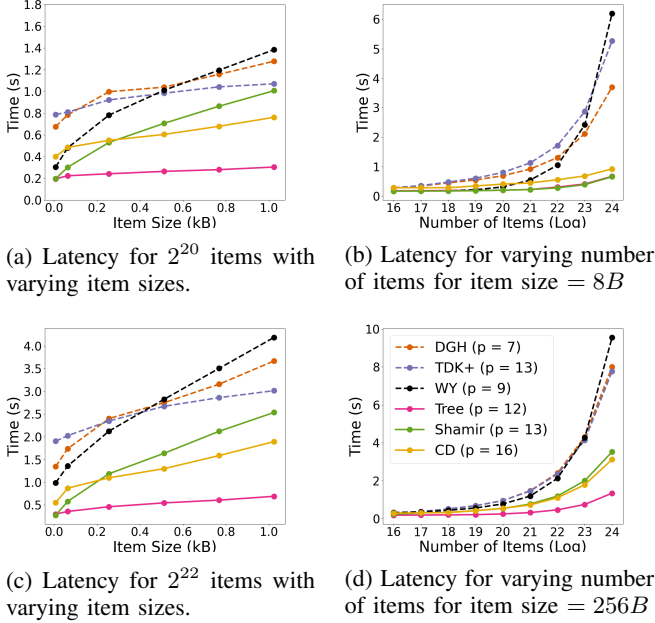 1.8
1.6
1.4
1.2
1.0
0.8
0.6
0.4
0.2
0.0
Time (s)
0.0 0.2 0.4 0.6 0.8 1.0
Item Size (kB)
(a) Latency for 2^20 items with
varying item sizes.
6
5
4
3
2
1
0
Time (s)
16 17 18 19 20 21 22 23 24
Number of Items (Log)
(b) Latency for varying number
of items for item size = 8B
4.0
3.5
3.0
2.5
2.0
1.5
1.0
0.5
Time (s)
0.0 0.2 0.4 0.6 0.8 1.0
Item Size (kB)
(c) Latency for 2^22 items with
varying item sizes.
10
8
6
4
2
0
Time (s)
DGH (p = 7)
TDK+ (p = 13)
WY (p = 9)
Tree (p = 12)
Shamir (p = 13)
CD (p = 16)
16 17 18 19 20 21 22 23 24
Number of Items (Log)
(d) Latency for varying number
of items for item size = 256B